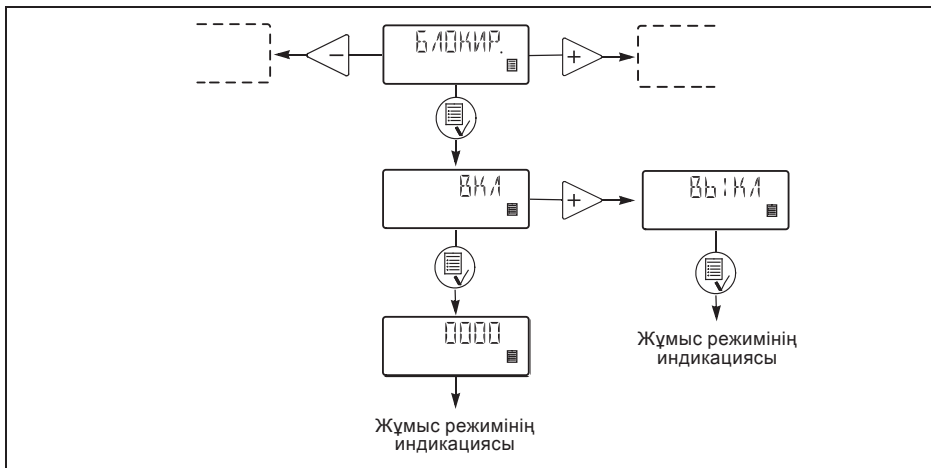 БЛОКИР.
ВКЛ
ВЫКЛ
0000
Жұмыс режимінің
индикациясы
Жұмыс режимінің
индикациясы